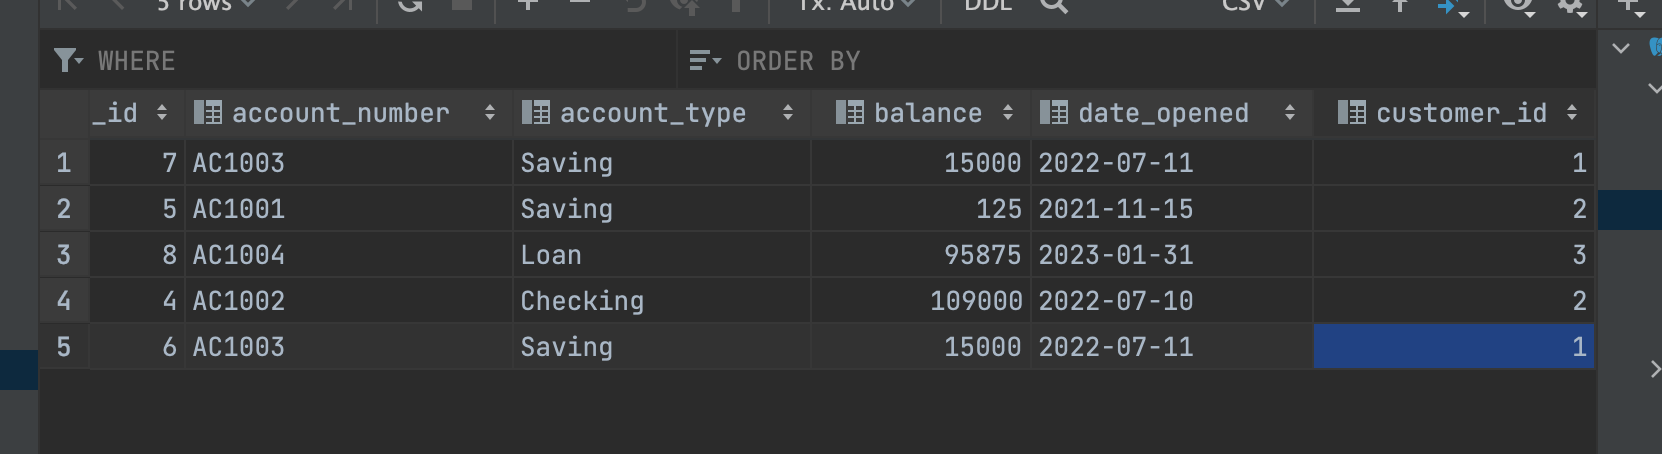 5 rows Tx: Auto DDL CSV
WHERE ORDER BY
_id account_number account_type balance date_opened customer_id
1 7 AC1003 Saving 15000 2022-07-11 1
2 5 AC1001 Saving 125 2021-11-15 2
3 8 AC1004 Loan 95875 2023-01-31 3
4 4 AC1002 Checking 109000 2022-07-10 2
5 6 AC1003 Saving 15000 2022-07-11 1